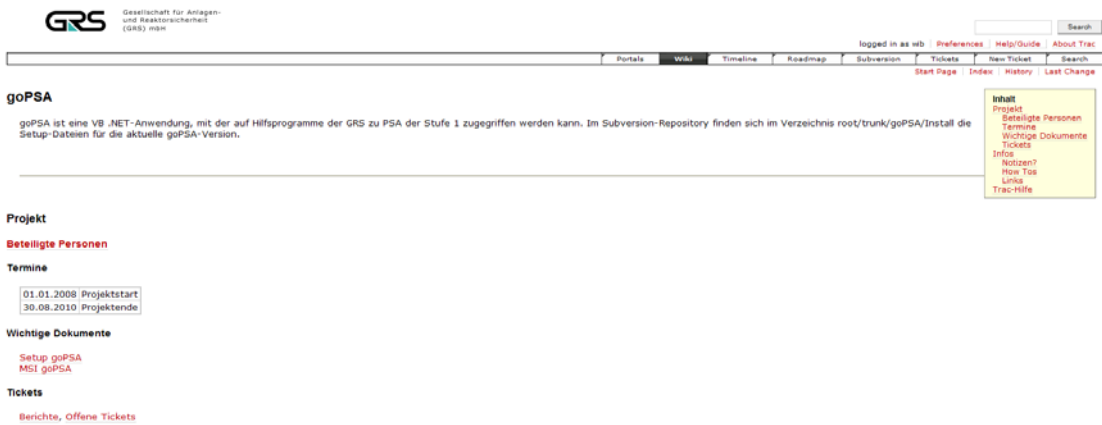 GRS Gesellschaft für Anlagen-
und Reaktorsicherheit
(GRS) mbH
Search
logged in as wib Preferences Help/Guide About Trac
Portals Wiki Timeline Roadmap Subversion Tickets New Ticket Search
Start Page Index History Last Change
goPSA
goPSA ist eine VB .NET-Anwendung, mit der auf Hilfsprogramme der GRS zu PSA der Stufe 1 zugegriffen werden kann. Im Subversion-Repository finden sich im Verzeichnis root/trunk/goPSA/Install die
Setup-Dateien für die aktuelle goPSA-Version.
Inhalt
Projekt
Beteiligte Personen
Termine
Wichtige Dokumente
Tickets
Infos
Notizen?
How Tos
Links
Trac-Hilfe
Projekt
Beteiligte Personen
Termine
01.01.2008 Projektstart
30.08.2010 Projektende
Wichtige Dokumente
Setup goPSA
MSI goPSA
Tickets
Berichte, Offene Tickets